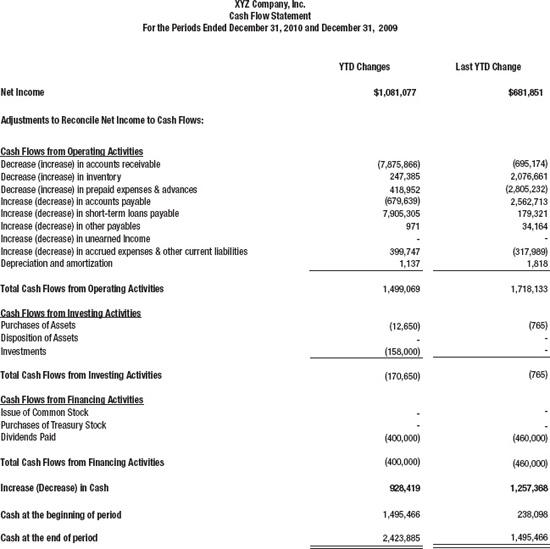 XYZ Company, Inc.
Cash Flow Statement
For the Periods Ended December 31, 2010 and December 31, 2009
YTD Changes Last YTD Change
Net Income $1,081,077 $681,851
Adjustments to Reconcile Net Income to Cash Flows:
Cash Flows from Operating Activities
Decrease (increase) in accounts receivable (7,875,866) (695,174)
Decrease (increase) in inventory 247,385 2,076,661
Decrease (increase) in prepaid expenses & advances 418,952 (2,805,232)
Increase (decrease) in accounts payable (679,639) 2,562,713
Increase (decrease) in short-term loans payable 7,905,305 179,321
Increase (decrease) in other payables 971 34,164
Increase (decrease) in unearned Income - -
Increase (decrease) in accrued expenses & other current liabilities 399,747 (317,989)
Depreciation and amortization 1,137 1,818
Total Cash Flows from Operating Activities 1,499,069 1,718,133
Cash Flows from Investing Activities
Purchases of Assets (12,650) (765)
Disposition of Assets - -
Investments (158,000) -
Total Cash Flows from Investing Activities (170,650) (765)
Cash Flows from Financing Activities
Issue of Common Stock - -
Purchases of Treasury Stock - -
Dividends Paid (400,000) (460,000)
Total Cash Flows from Financing Activities (400,000) (460,000)
Increase (Decrease) in Cash 928,419 1,257,368
Cash at the beginning of period 1,495,466 238,098
Cash at the end of period 2,423,885 1,495,466